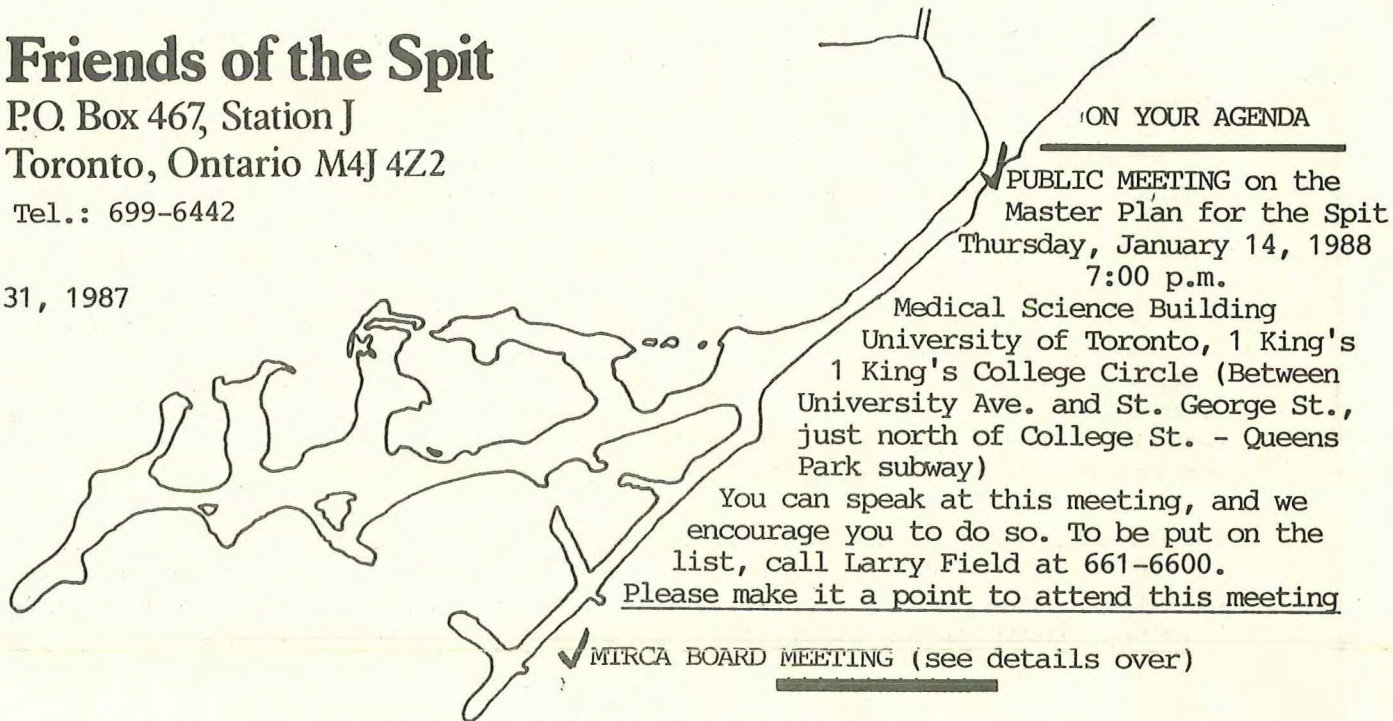 Friends of the Spit
P.O. Box 467, Station J
Toronto, Ontario M4J 4Z2
Tel.: 699-6442
31, 1987
ON YOUR AGENDA
PUBLIC MEETING on the
Master Plan for the Spit
Thursday, January 14, 1988
7:00 p.m.
Medical Science Building
University of Toronto, 1 King's
1 King's College Circle (Between
University Ave. and St. George St.,
just north of College St. - Queens
Park subway)
You can speak at this meeting, and we
encourage you to do so. To be put on the
list, call Larry Field at 661-6600.
Please make it a point to attend this meeting
MTRCA BOARD MEETING (see details over)